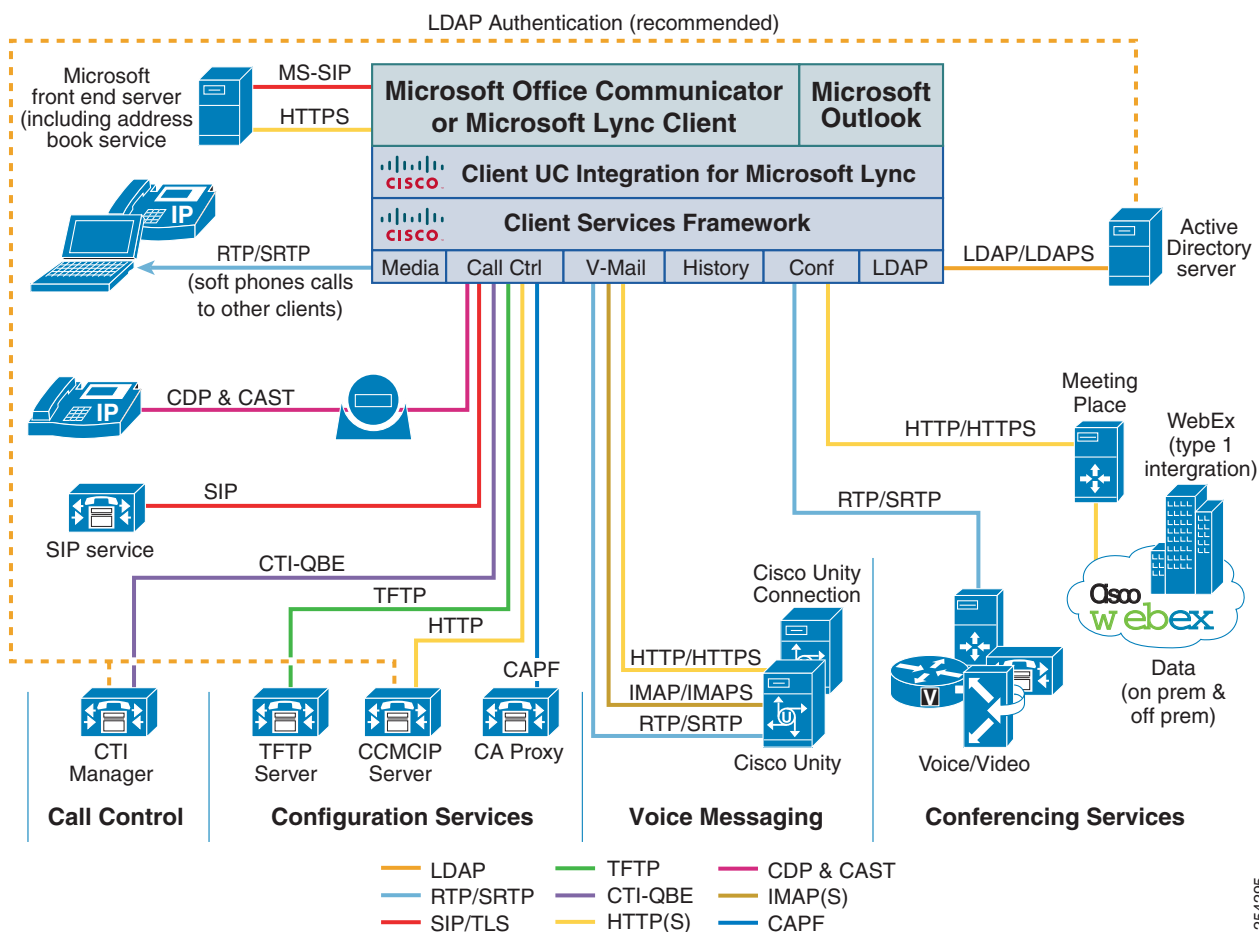 LDAP Authentication (recommended)
Microsoft
front end server
(including address
book service
MS-SIP
HTTPS
Microsoft Office Communicator
or Microsoft Lync Client
Microsoft
Outlook
CISCO
Client UC Integration for Microsoft Lync
CISCO
Client Services Framework
Media
Call Ctrl
V-Mail
History
Conf
LDAP
IP
RTP/SRTP
(soft phones calls
to other clients)
LDAP/LDAPS
Active
Directory
server
IP
CDP & CAST
Meeting
Place
HTTP/HTTPS
WebEx
(type 1
intergration)
SIP
SIP service
RTP/SRTP
CTI-QBE
TFTP
HTTP
CAPF
Cisco Unity
Connection
HTTP/HTTPS
IMAP/IMAPS
RTP/SRTP
U
Cisco Unity
Cisco
webex
V
Data
(on prem &
off prem)
CTI
Manager
TFTP
Server
CCMCIP
Server
CA Proxy
Voice/Video
Call Control
Configuration Services
Voice Messaging
Conferencing Services
LDAP
TFTP
CDP & CAST
RTP/SRTP
CTI-QBE
IMAP(S)
SIP/TLS
HTTP(S)
CAPF